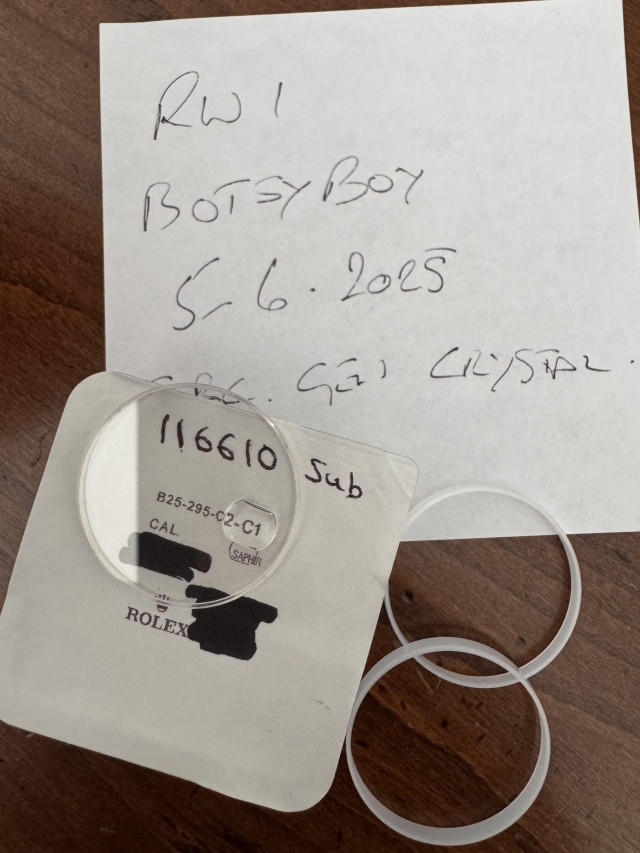 RW1
BOTSYBOY
5-6.2025
GEN CRYSTAL.
116610 Sub
B25-295-C2-C1
CAL.
SAPHIR
ROLEX